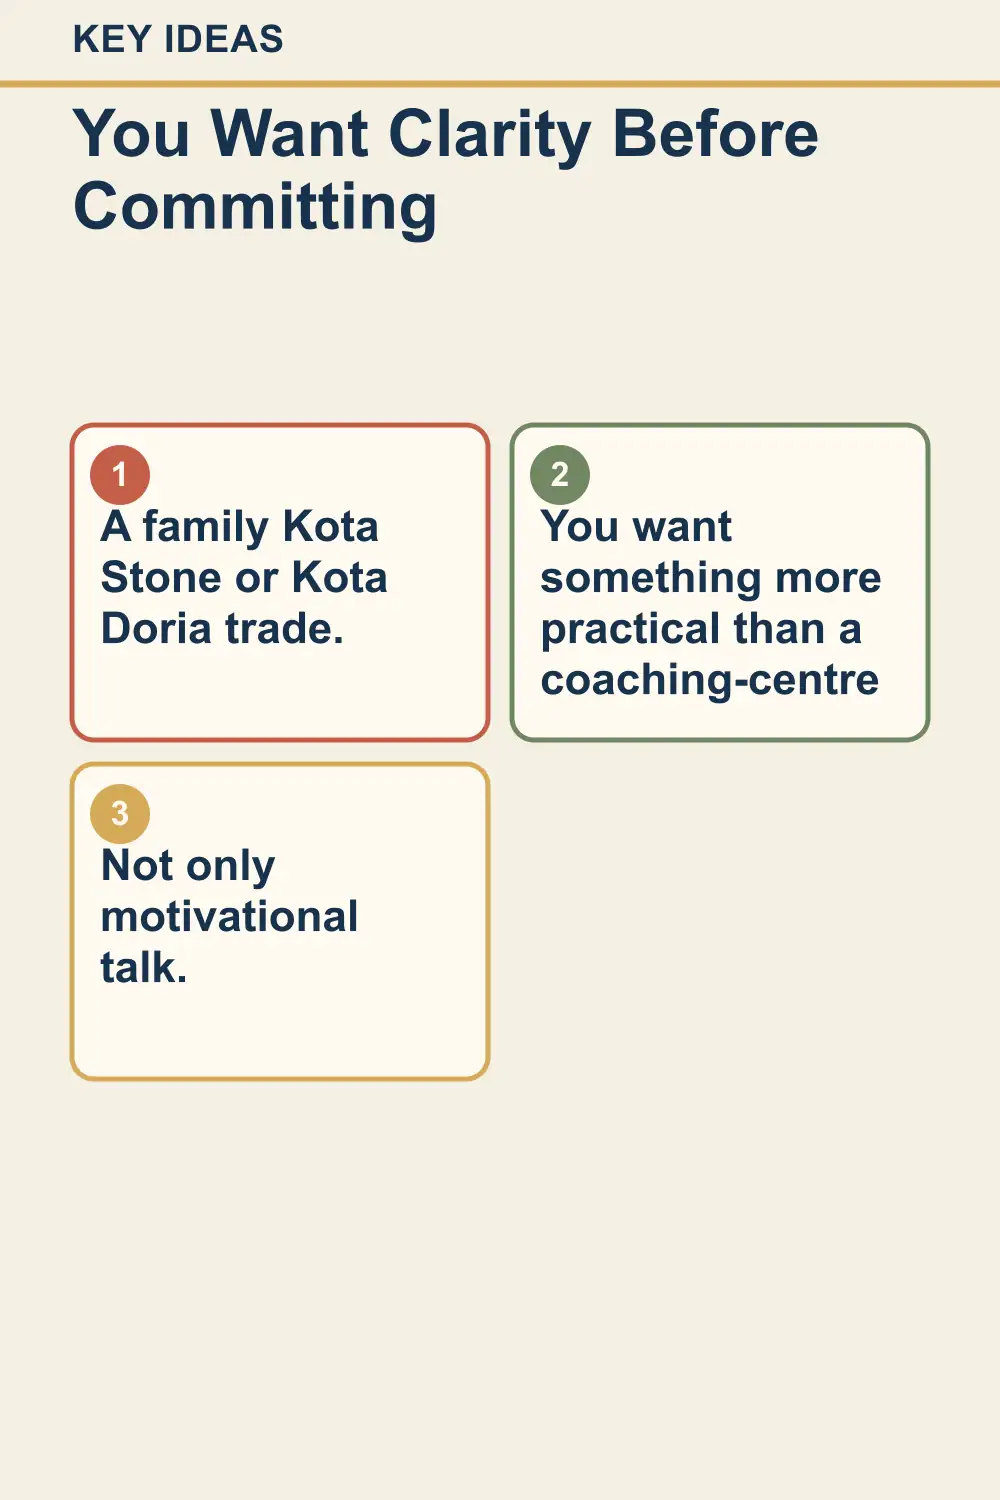 KEY IDEAS
You Want Clarity Before
Committing
1
A family Kota
Stone or Kota
Doria trade.
2
You want
something more
practical than a
coaching-centre
3
Not only
motivational
talk.